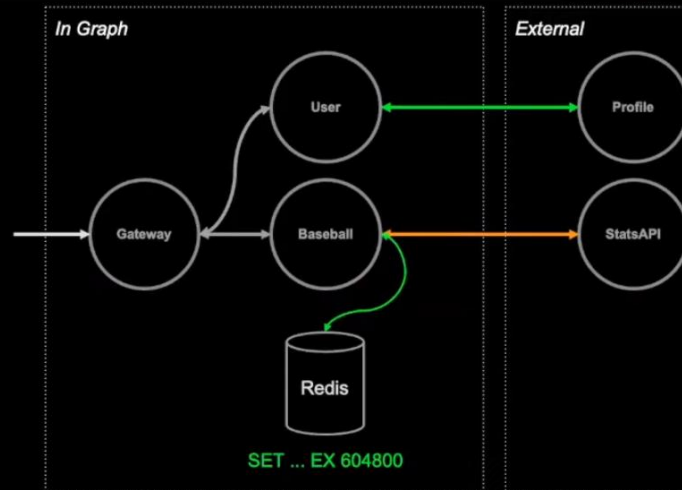 In Graph
External
User
Profile
Gateway
Baseball
StatsAPI
Redis
SET ... EX 604800